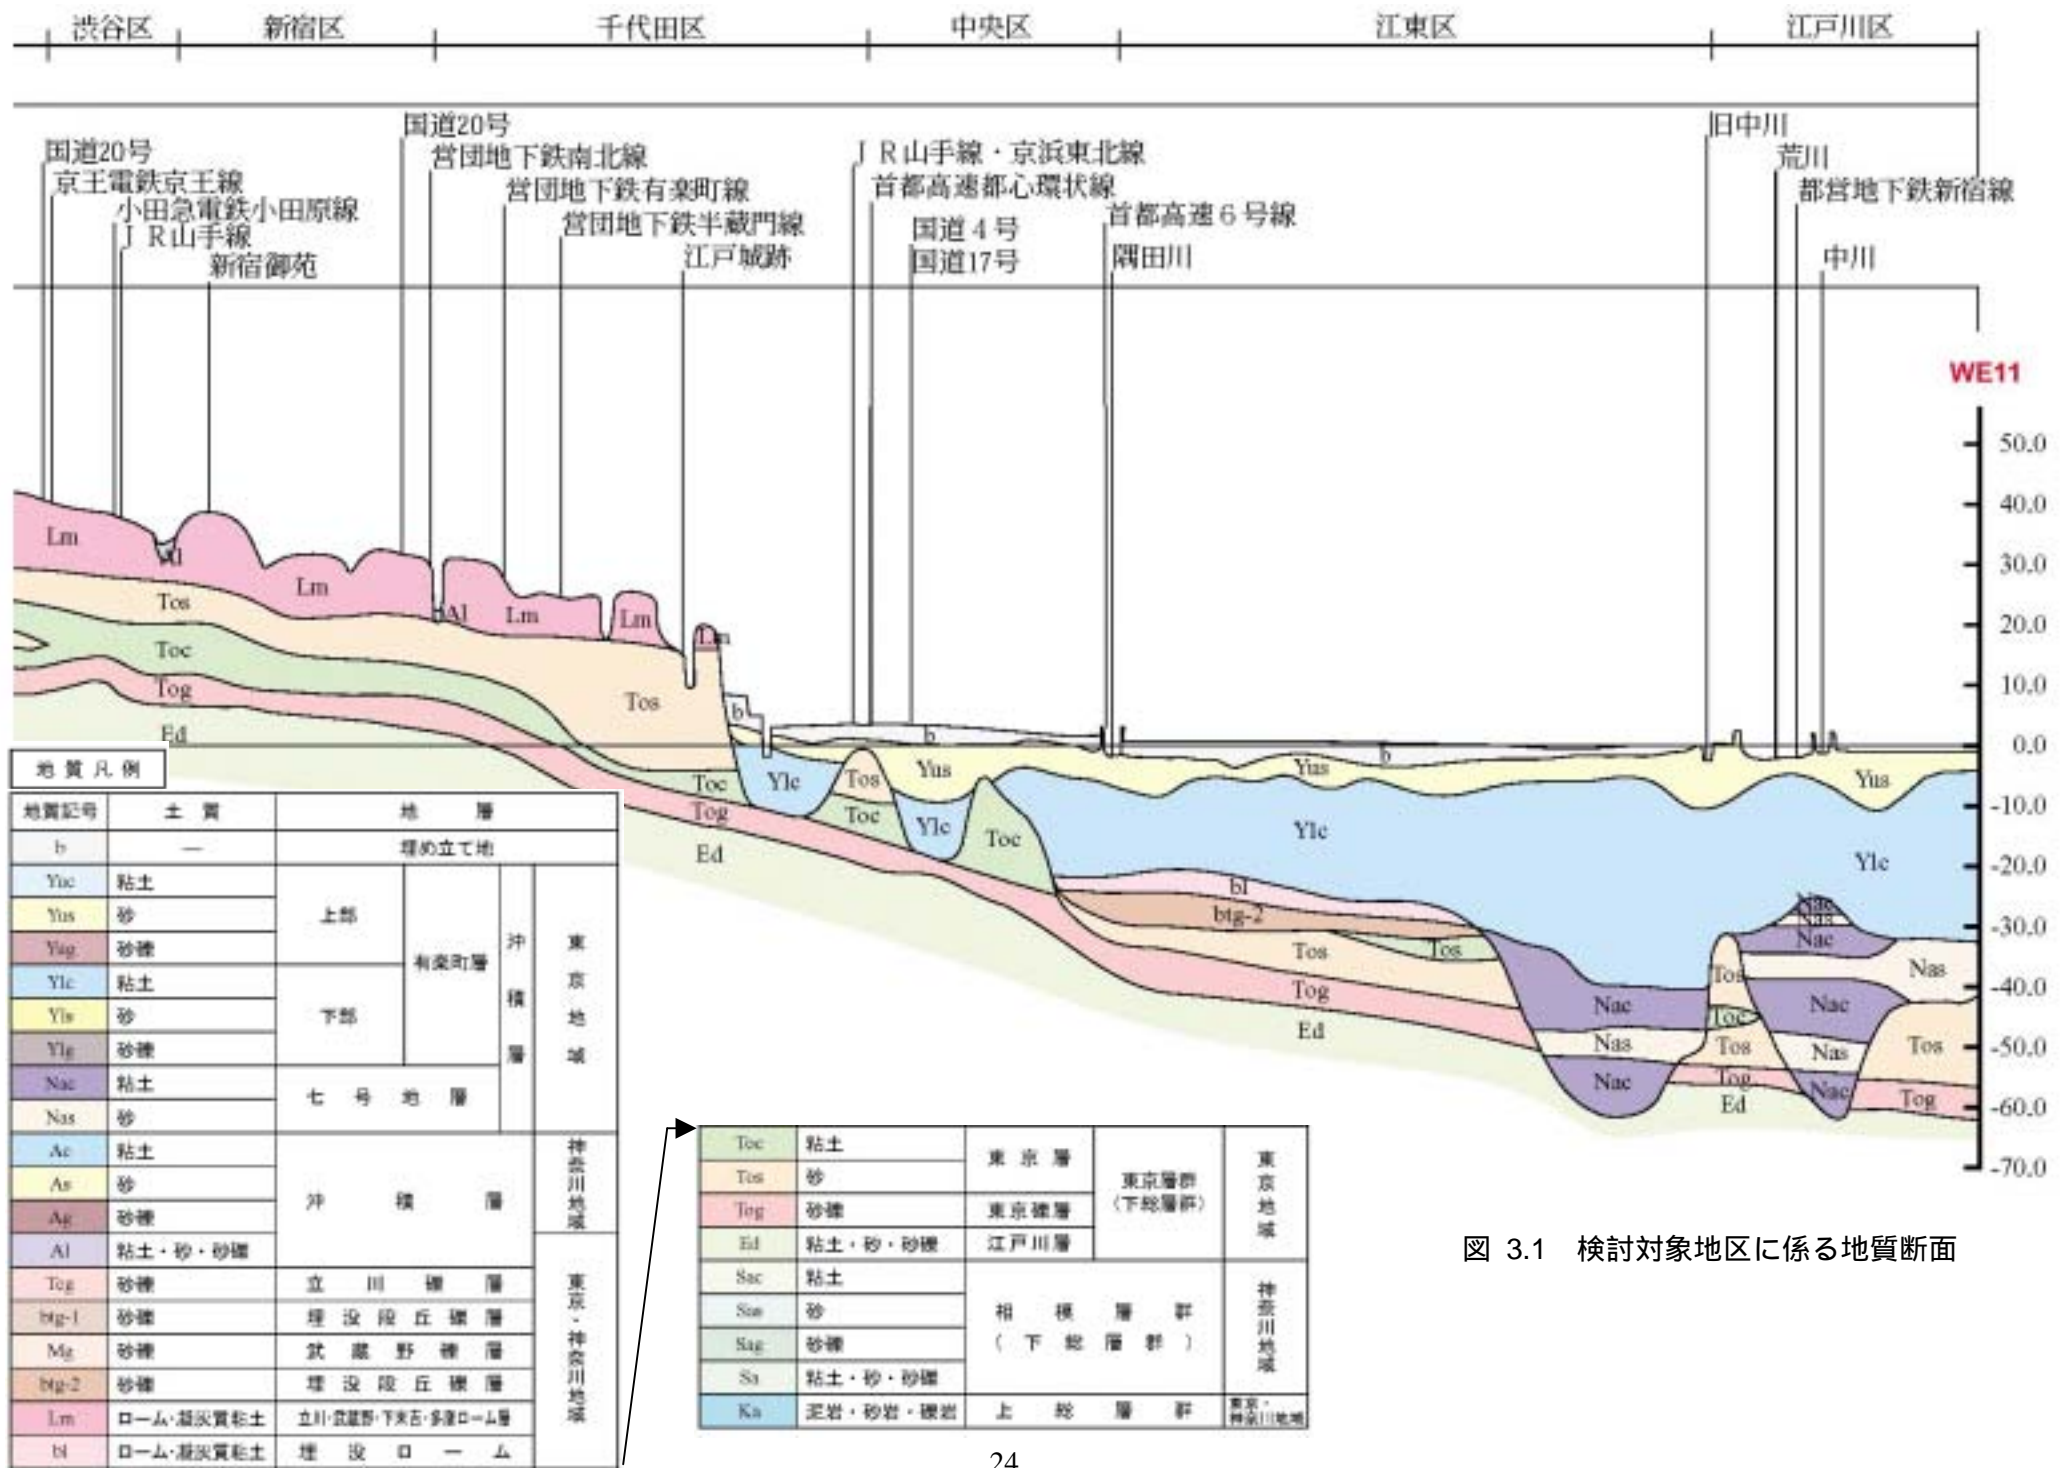 渋谷区 新宿区 千代田区 中央区 江東区 江戸川区
国道20号
京王電鉄京王線
小田急電鉄小田原線
JR山手線
新宿御苑
国道20号
営団地下鉄南北線
営団地下鉄有楽町線
営団地下鉄半蔵門線
江戸城跡
JR山手線・京浜東北線
首都高速都心環状線
国道4号
国道17号
首都高速6号線
隅田川
旧中川
荒川
都営地下鉄新宿線
中川
WE11
50.0
40.0
30.0
20.0
10.0
0.0
-10.0
-20.0
-30.0
-40.0
-50.0
-60.0
-70.0
Lm Al Lm Al Lm Lm Lm
Tos Toc Tog Ed
Tos b Toc Tog Ed
Ylc Tos Toc Yus Ylc Toc b
Yus b Ylc bl btg-2 Tos Tos Tog Ed
Nac Nas Nac
Tos Toc Tos Tog Ed
Yus Ylc Nac Nas Nac Nas Nac Nas Nac Tos Tog
地質凡例
地質記号 土質 地層
b — 埋め立て地
Yuc 粘土
Yus 砂 上部
Yug 砂礫 有楽町層
Ylc 粘土
Yls 砂 下部
Ylg 砂礫
Nac 粘土 七号地層
Nas 砂
沖積層
東京地域
Ac 粘土
As 砂 沖積層
Ag 砂礫
神奈川地域
Al 粘土・砂・砂礫
Tcg 砂礫 立川礫層
btg-1 砂礫 埋没段丘礫層
Mg 砂礫 武蔵野礫層
btg-2 砂礫 埋没段丘礫層
Lm ローム・凝灰質粘土 立川・武蔵野・下末吉・多摩ローム層
bl ローム・凝灰質粘土 埋没ローム
東京・神奈川地域
Toc 粘土 東京層
Tos 砂
Tog 砂礫 東京礫層
Ed 粘土・砂・砂礫 江戸川層
東京層群
(下総層群)
東京地域
Sac 粘土
Sas 砂 相模層群
Sag 砂礫 (下総層群)
Sa 粘土・砂・砂礫
神奈川地域
Ka 泥岩・砂岩・礫岩 上総層群 東京・神奈川地域
図 3.1 検討対象地区に係る地質断面
24